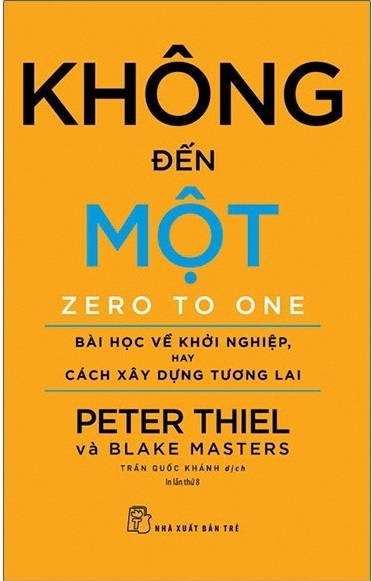 KHÔNG
ĐẾN
MỘT
ZERO TO ONE
BÀI HỌC VỀ KHỞI NGHIỆP,
HAY
CÁCH XÂY DỰNG TƯƠNG LAI
PETER THIEL
và BLAKE MASTERS
TRẦN QUỐC KHÁNH dịch
In lần thứ 8
NHÀ XUẤT BẢN TRẺ